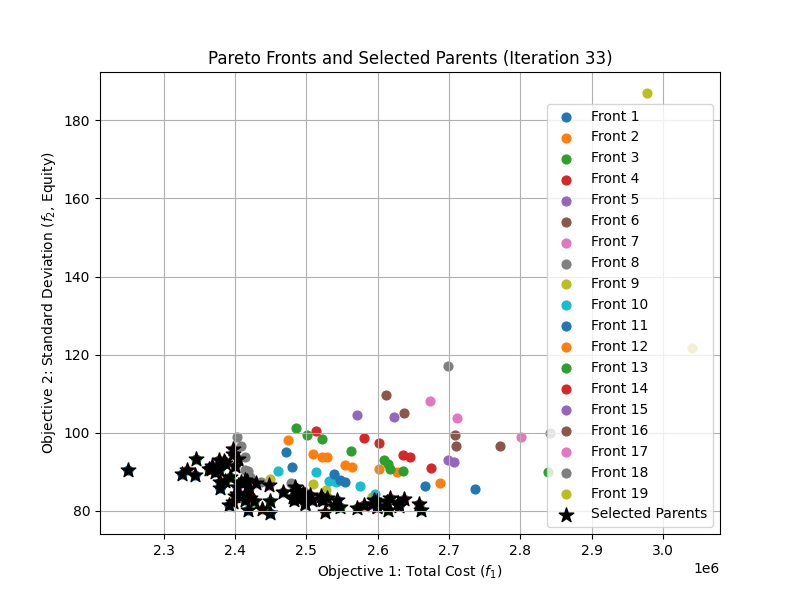 Pareto Fronts and Selected Parents (Iteration 33)
Objective 2: Standard Deviation (f₂, Equity)
180
160
140
120
100
80
Front 1
Front 2
Front 3
Front 4
Front 5
Front 6
Front 7
Front 8
Front 9
Front 10
Front 11
Front 12
Front 13
Front 14
Front 15
Front 16
Front 17
Front 18
Front 19
Selected Parents
2.3 2.4 2.5 2.6 2.7 2.8 2.9 3.0
1e6
Objective 1: Total Cost (f₁)